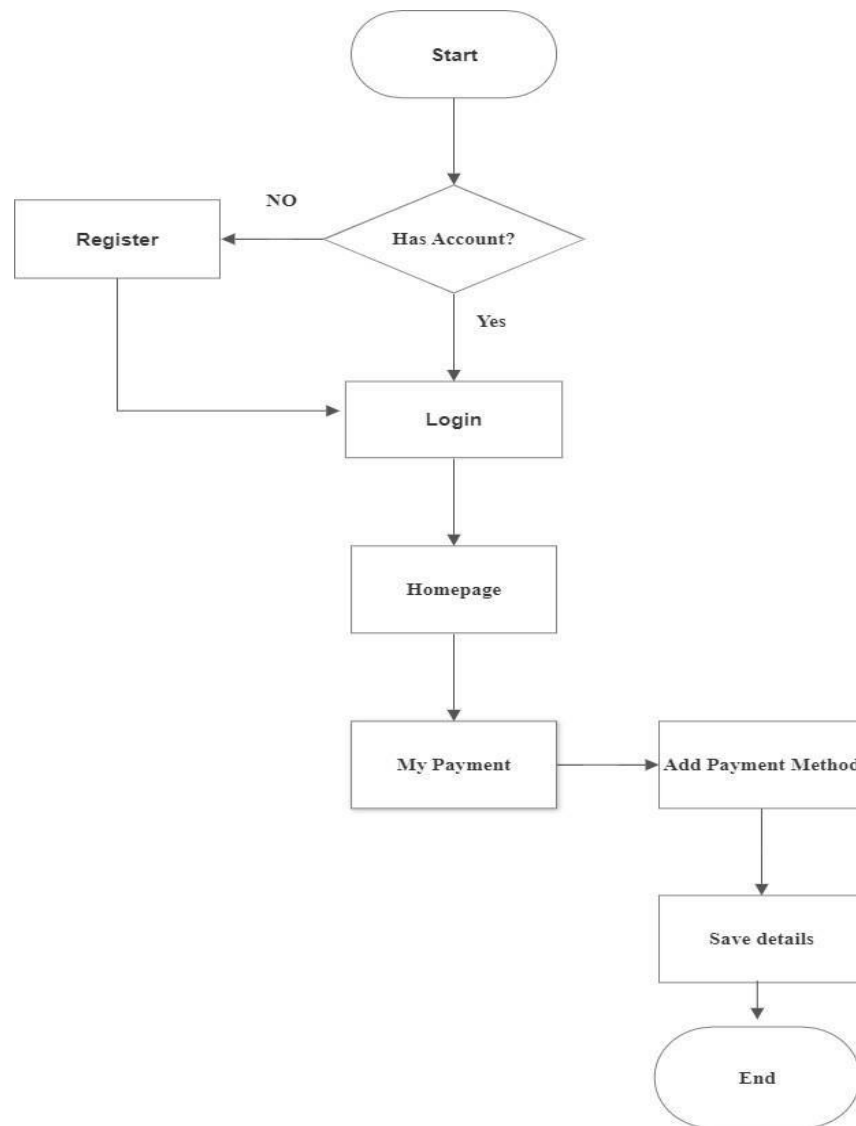 Start
NO
Has Account?
Register
Yes
Login
Homepage
My Payment
Add Payment Method
Save details
End